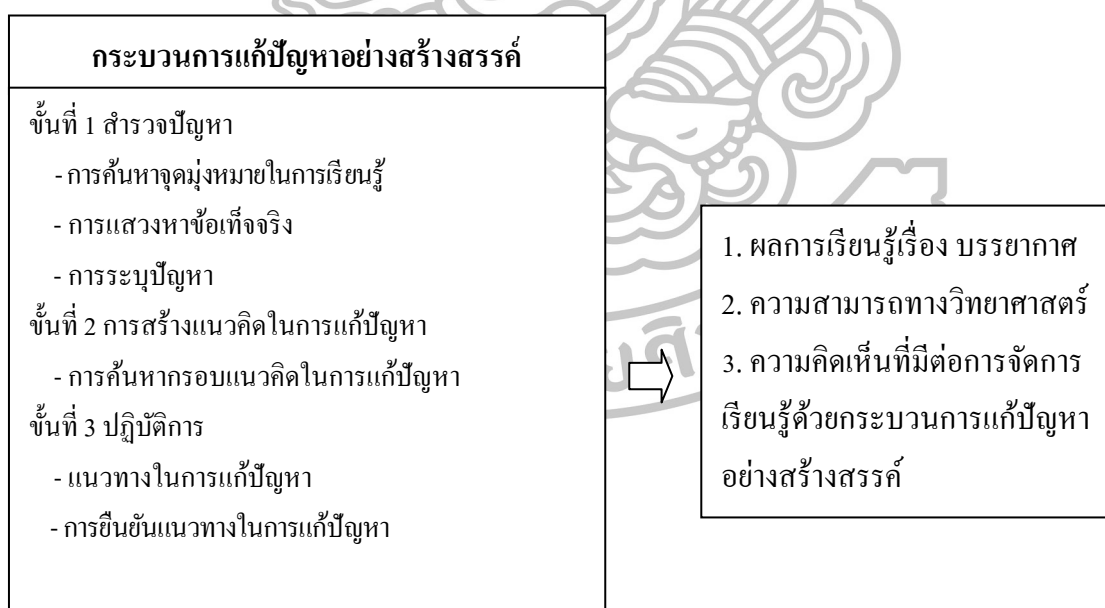 กระบวนการแก้ปัญหาอย่างสร้างสรรค์
ขั้นที่ 1 สำรวจปัญหา
- การค้นหาจุดมุ่งหมายในการเรียนรู้
- การแสวงหาข้อเท็จจริง
- การระบุปัญหา
ขั้นที่ 2 การสร้างแนวคิดในการแก้ปัญหา
- การค้นหากรอบแนวคิดในการแก้ปัญหา
ขั้นที่ 3 ปฏิบัติการ
- แนวทางในการแก้ปัญหา
- การยืนยันแนวทางในการแก้ปัญหา
1. ผลการเรียนรู้เรื่อง บรรยากาศ
2. ความสามารถทางวิทยาศาสตร์
3. ความคิดเห็นที่มีต่อการจัดการ
เรียนรู้ด้วยกระบวนการแก้ปัญหา
อย่างสร้างสรรค์